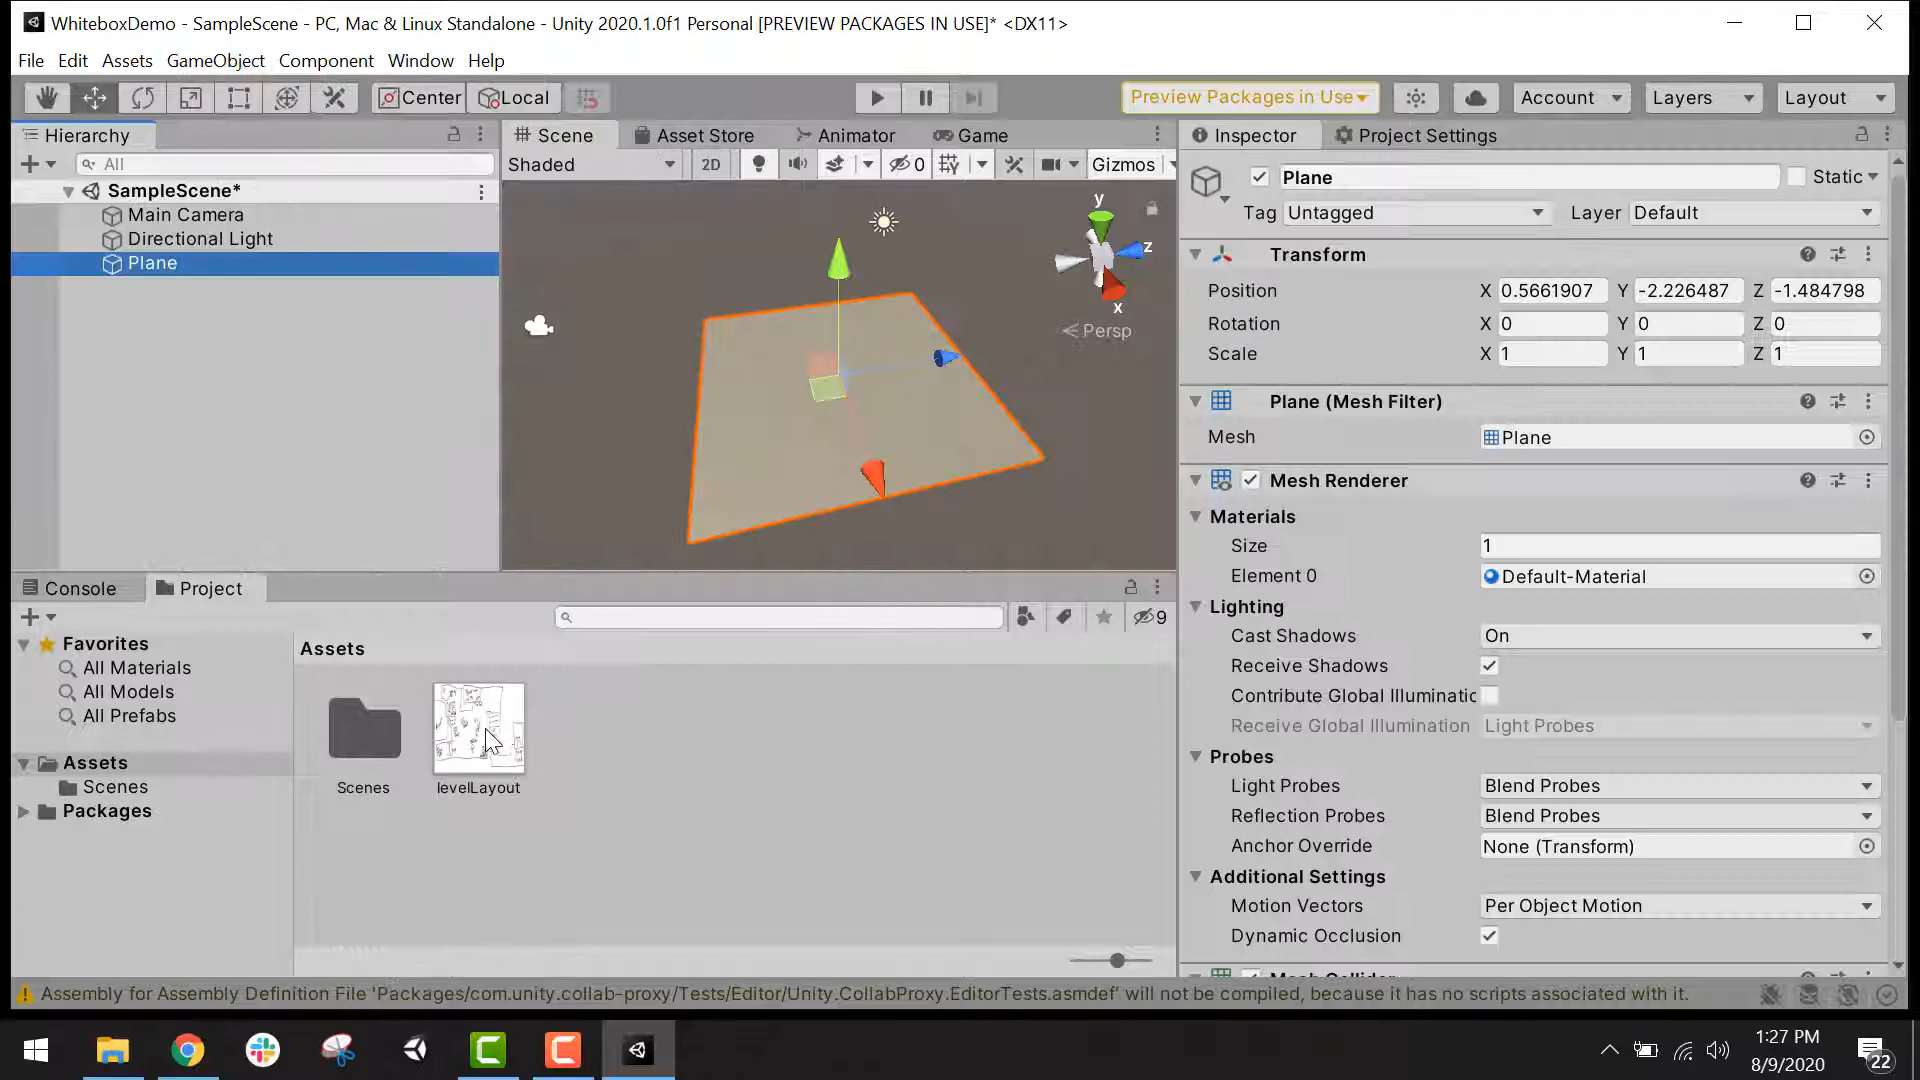 WhiteboxDemo - SampleScene - PC, Mac & Linux Standalone - Unity 2020.1.0f1 Personal [PREVIEW PACKAGES IN USE]* <DX11>
File Edit Assets GameObject Component Window Help
Center Local Preview Packages in Use Account Layers Layout
Hierarchy
All
SampleScene*
Main Camera
Directional Light
Plane
Scene Asset Store Animator Game
Shaded 2D 0 Gizmos
y
z
x
Persp
Inspector Project Settings
Plane Static
Tag Untagged Layer Default
Transform
Position X 0.5661907 Y -2.226487 Z -1.484798
Rotation X 0 Y 0 Z 0
Scale X 1 Y 1 Z 1
Plane (Mesh Filter)
Mesh Plane
Mesh Renderer
Materials
Size 1
Element 0 Default-Material
Lighting
Cast Shadows On
Receive Shadows
Contribute Global Illuminatic
Receive Global Illumination Light Probes
Probes
Light Probes Blend Probes
Reflection Probes Blend Probes
Anchor Override None (Transform)
Additional Settings
Motion Vectors Per Object Motion
Dynamic Occlusion
Mesh Collider
Console Project
9
Favorites
All Materials
All Models
All Prefabs
Assets
Scenes
Packages
Assets
Scenes levelLayout
Assembly for Assembly Definition File 'Packages/com.unity.collab-proxy/Tests/Editor/Unity.CollabProxy.EditorTests.asmdef' will not be compiled, because it has no scripts associated with it.
1:27 PM
8/9/2020
22